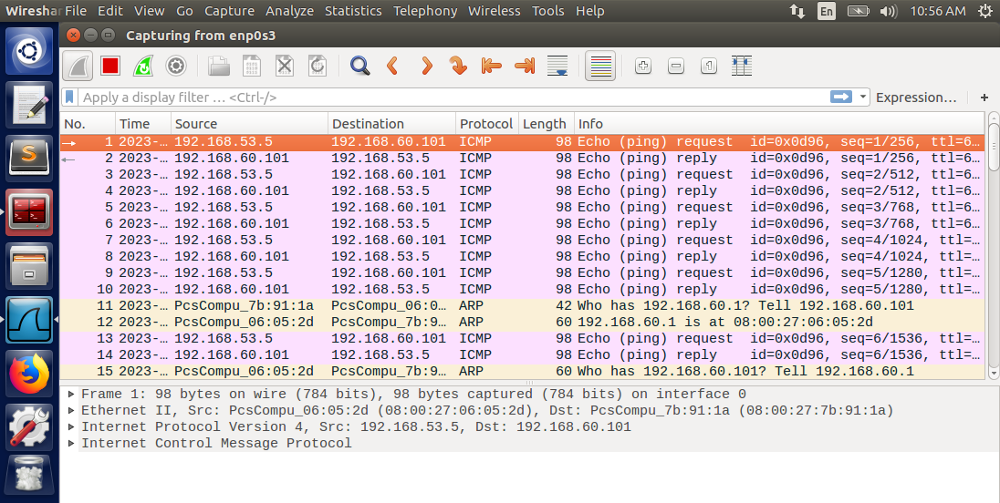 Wireshar File Edit View Go Capture Analyze Statistics Telephony Wireless Tools Help En 10:56 AM
Capturing from enp0s3
Apply a display filter … <Ctrl-/> Expression… +
No. Time Source Destination Protocol Length Info
1 2023-… 192.168.53.5 192.168.60.101 ICMP 98 Echo (ping) request id=0x0d96, seq=1/256, ttl=6…
2 2023-… 192.168.60.101 192.168.53.5 ICMP 98 Echo (ping) reply id=0x0d96, seq=1/256, ttl=6…
3 2023-… 192.168.53.5 192.168.60.101 ICMP 98 Echo (ping) request id=0x0d96, seq=2/512, ttl=6…
4 2023-… 192.168.60.101 192.168.53.5 ICMP 98 Echo (ping) reply id=0x0d96, seq=2/512, ttl=6…
5 2023-… 192.168.53.5 192.168.60.101 ICMP 98 Echo (ping) request id=0x0d96, seq=3/768, ttl=6…
6 2023-… 192.168.60.101 192.168.53.5 ICMP 98 Echo (ping) reply id=0x0d96, seq=3/768, ttl=6…
7 2023-… 192.168.53.5 192.168.60.101 ICMP 98 Echo (ping) request id=0x0d96, seq=4/1024, ttl=…
8 2023-… 192.168.60.101 192.168.53.5 ICMP 98 Echo (ping) reply id=0x0d96, seq=4/1024, ttl=…
9 2023-… 192.168.53.5 192.168.60.101 ICMP 98 Echo (ping) request id=0x0d96, seq=5/1280, ttl=…
10 2023-… 192.168.60.101 192.168.53.5 ICMP 98 Echo (ping) reply id=0x0d96, seq=5/1280, ttl=…
11 2023-… PcsCompu_7b:91:1a PcsCompu_06:0… ARP 42 Who has 192.168.60.1? Tell 192.168.60.101
12 2023-… PcsCompu_06:05:2d PcsCompu_7b:9… ARP 60 192.168.60.1 is at 08:00:27:06:05:2d
13 2023-… 192.168.53.5 192.168.60.101 ICMP 98 Echo (ping) request id=0x0d96, seq=6/1536, ttl=…
14 2023-… 192.168.60.101 192.168.53.5 ICMP 98 Echo (ping) reply id=0x0d96, seq=6/1536, ttl=…
15 2023-… PcsCompu_06:05:2d PcsCompu_7b:9… ARP 60 Who has 192.168.60.101? Tell 192.168.60.1
Frame 1: 98 bytes on wire (784 bits), 98 bytes captured (784 bits) on interface 0
Ethernet II, Src: PcsCompu_06:05:2d (08:00:27:06:05:2d), Dst: PcsCompu_7b:91:1a (08:00:27:7b:91:1a)
Internet Protocol Version 4, Src: 192.168.53.5, Dst: 192.168.60.101
Internet Control Message Protocol